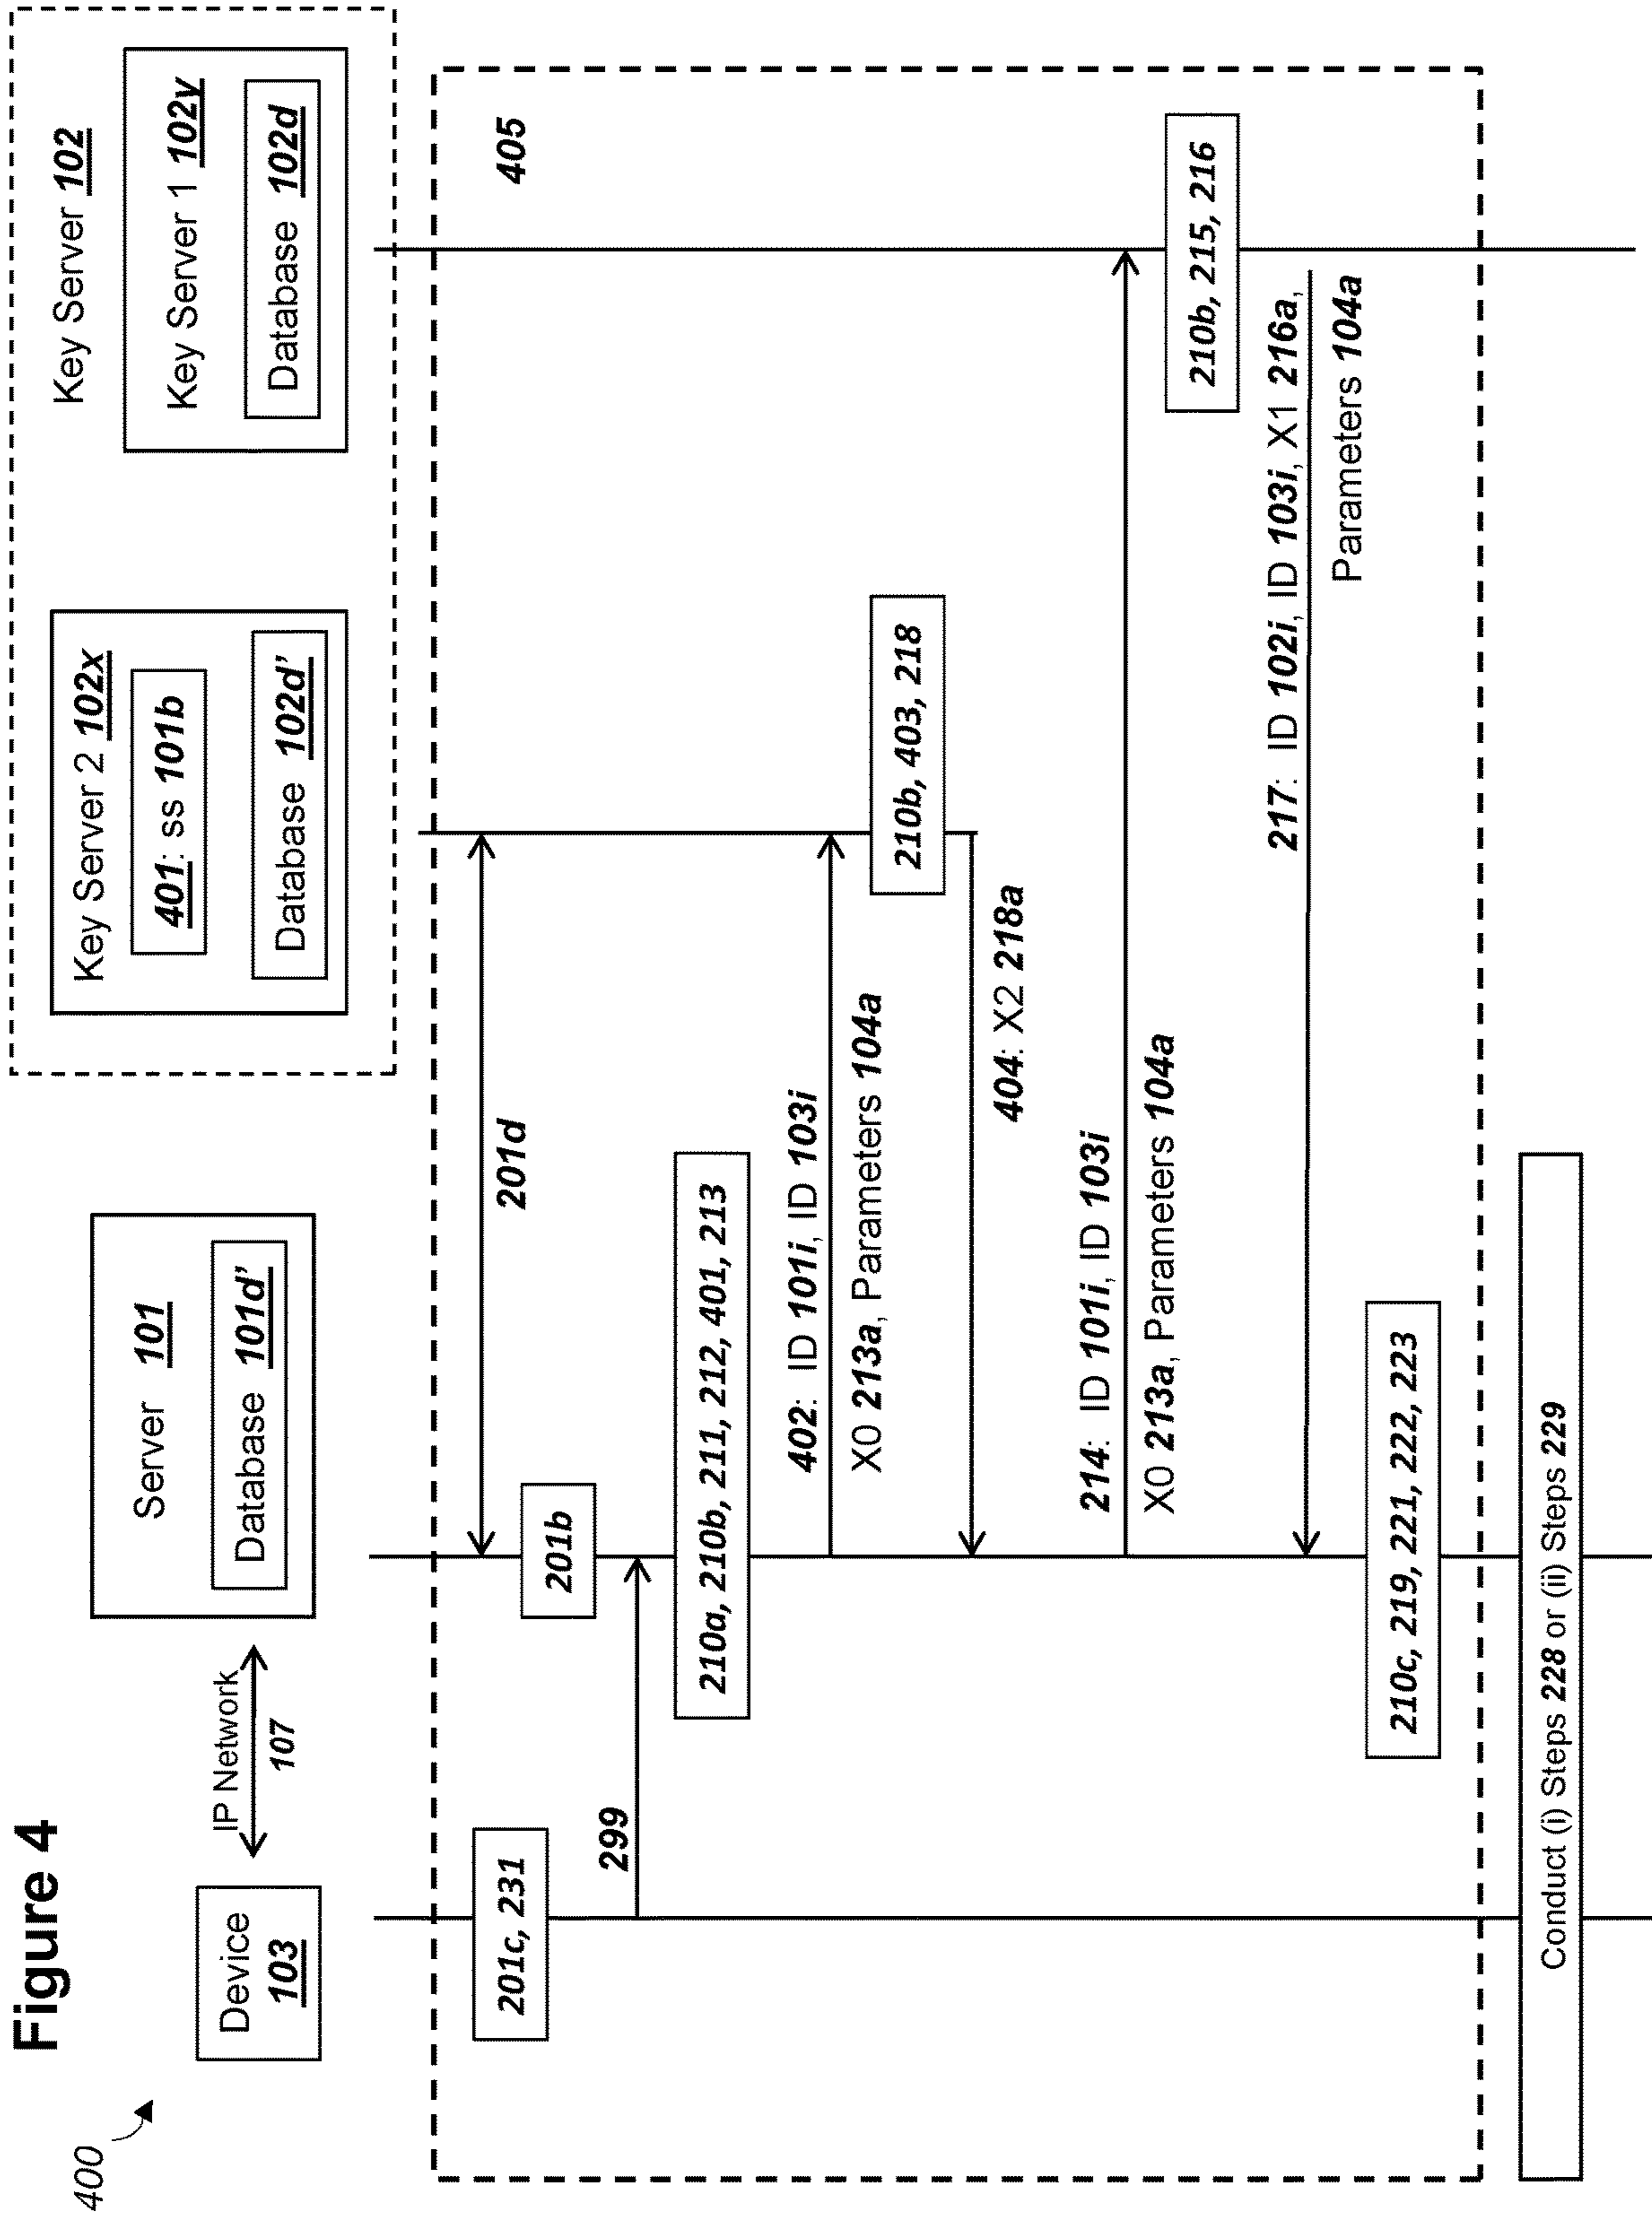 Figure 4
400
Device
103
IP Network
107
Server 101
Database 101d'
Key Server 2 102x
401: ss 101b
Database 102d'
Key Server 102
Key Server 1 102y
Database 102d
405
201d
201c, 231
201b
299
210a, 210b, 211, 212, 401, 213
402: ID 101i, ID 103i
X0 213a, Parameters 104a
210b, 403, 218
404: X2 218a
214: ID 101i, ID 103i
X0 213a, Parameters 104a
210b, 215, 216
217: ID 102i, ID 103i, X1 216a,
Parameters 104a
210c, 219, 221, 222, 223
Conduct (i) Steps 228 or (ii) Steps 229